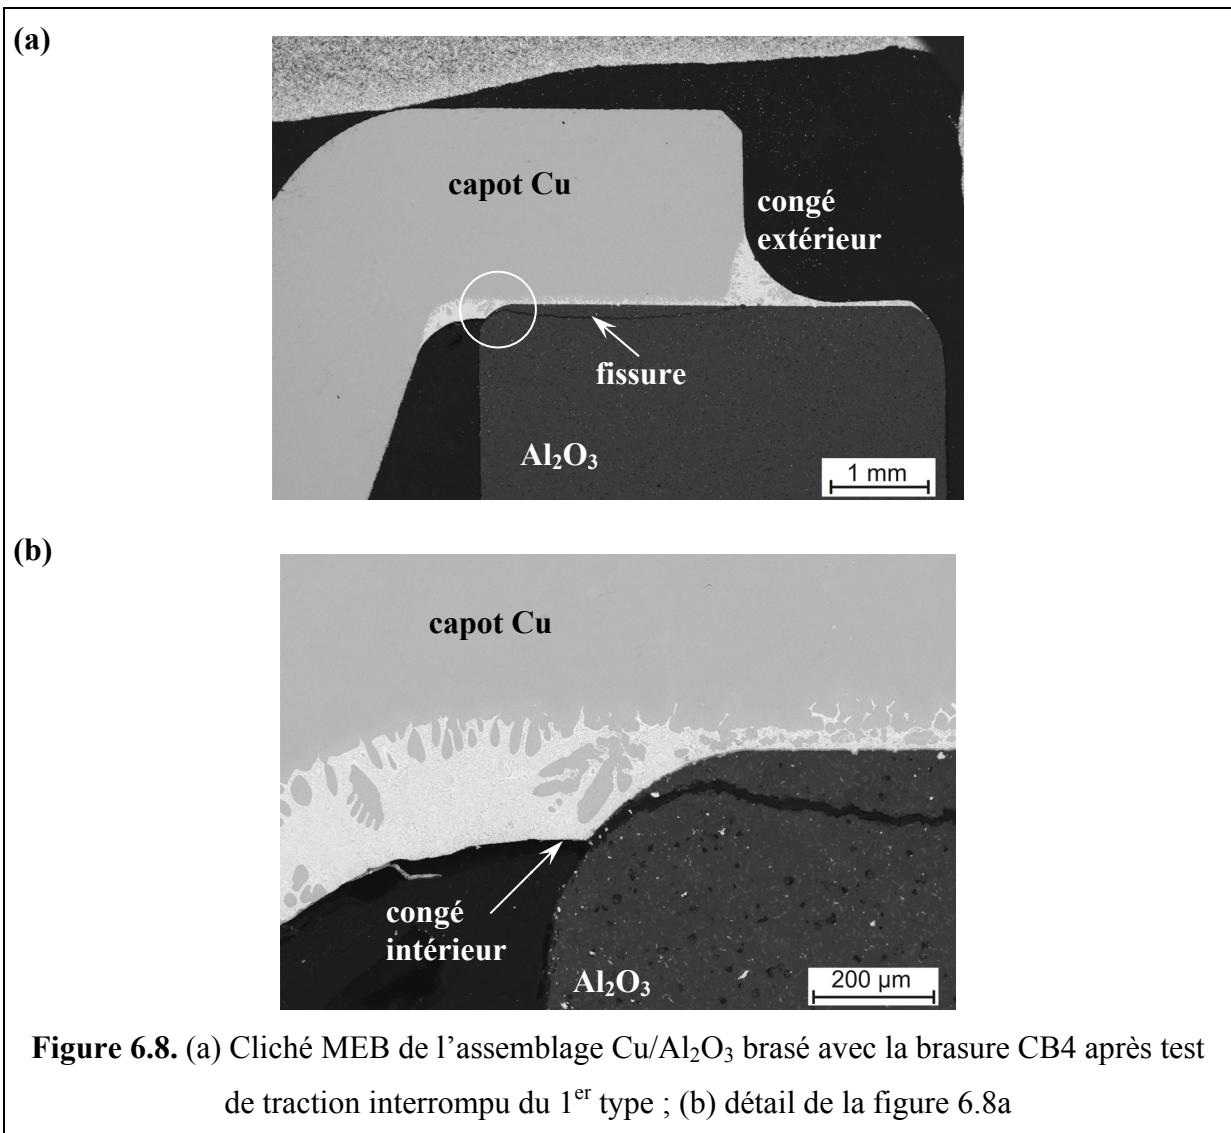 (a)
capot Cu
congé
extérieur
fissure
Al₂O₃
1 mm
(b)
capot Cu
congé
intérieur
Al₂O₃
200 µm
Figure 6.8. (a) Cliché MEB de l’assemblage Cu/Al₂O₃ brasé avec la brasure CB4 après test
de traction interrompu du 1er type ; (b) détail de la figure 6.8a